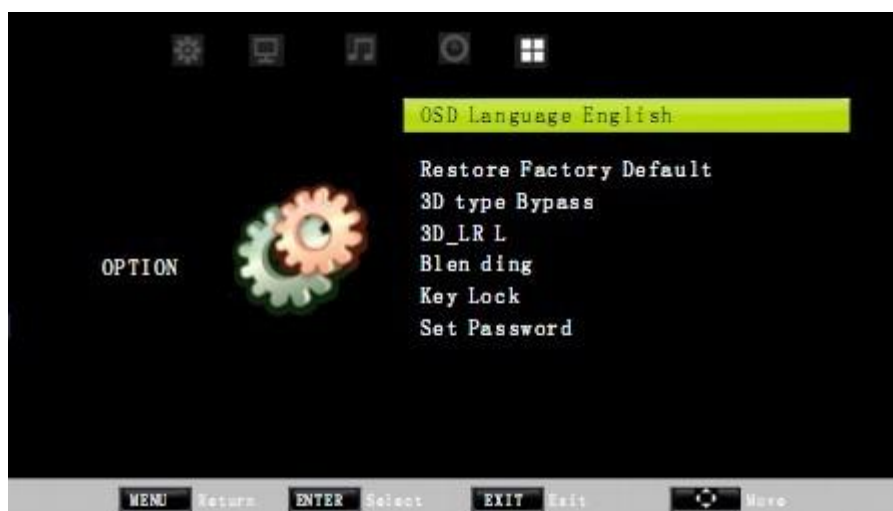 OSD Language English
Restore Factory Default
3D type Bypass
3D_LR L
Blen ding
Key Lock
Set Password
OPTION
MENU Return ENTER Select EXIT Exit Move